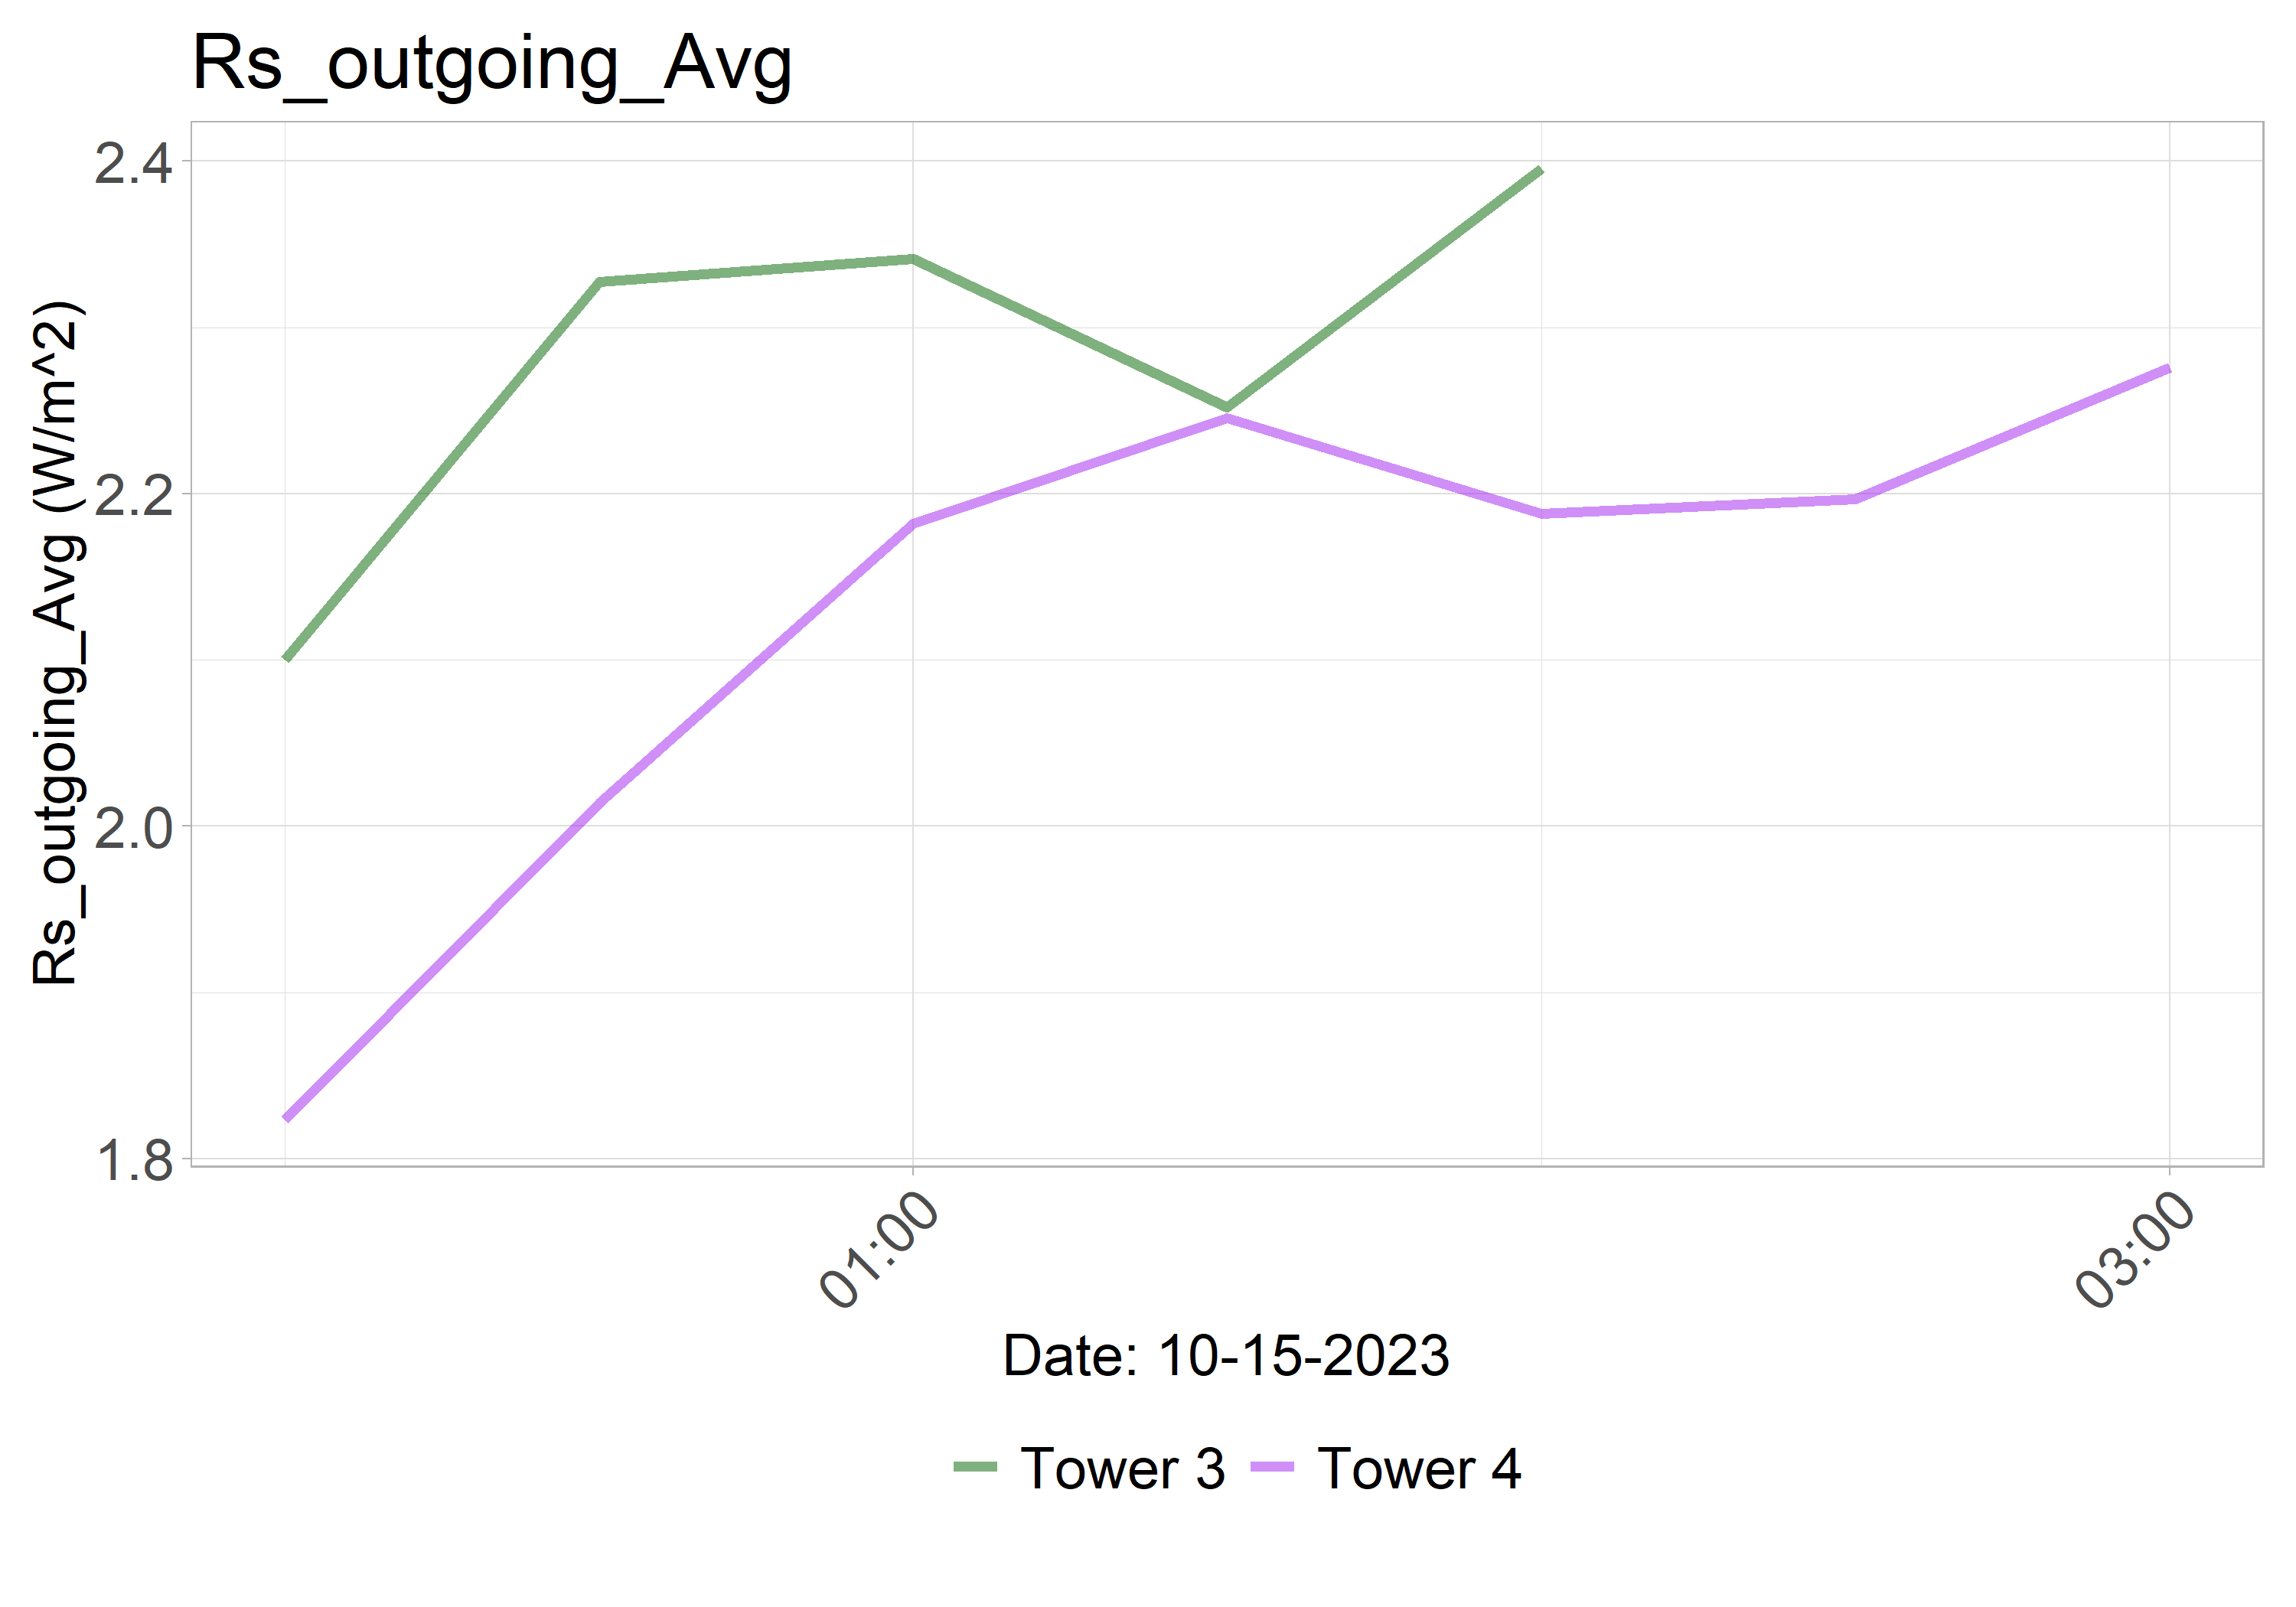 Rs_outgoing_Avg
Rs_outgoing_Avg (W/m^2)
2.4
2.2
2.0
1.8
01:00
03:00
Date: 10-15-2023
Tower 3
Tower 4